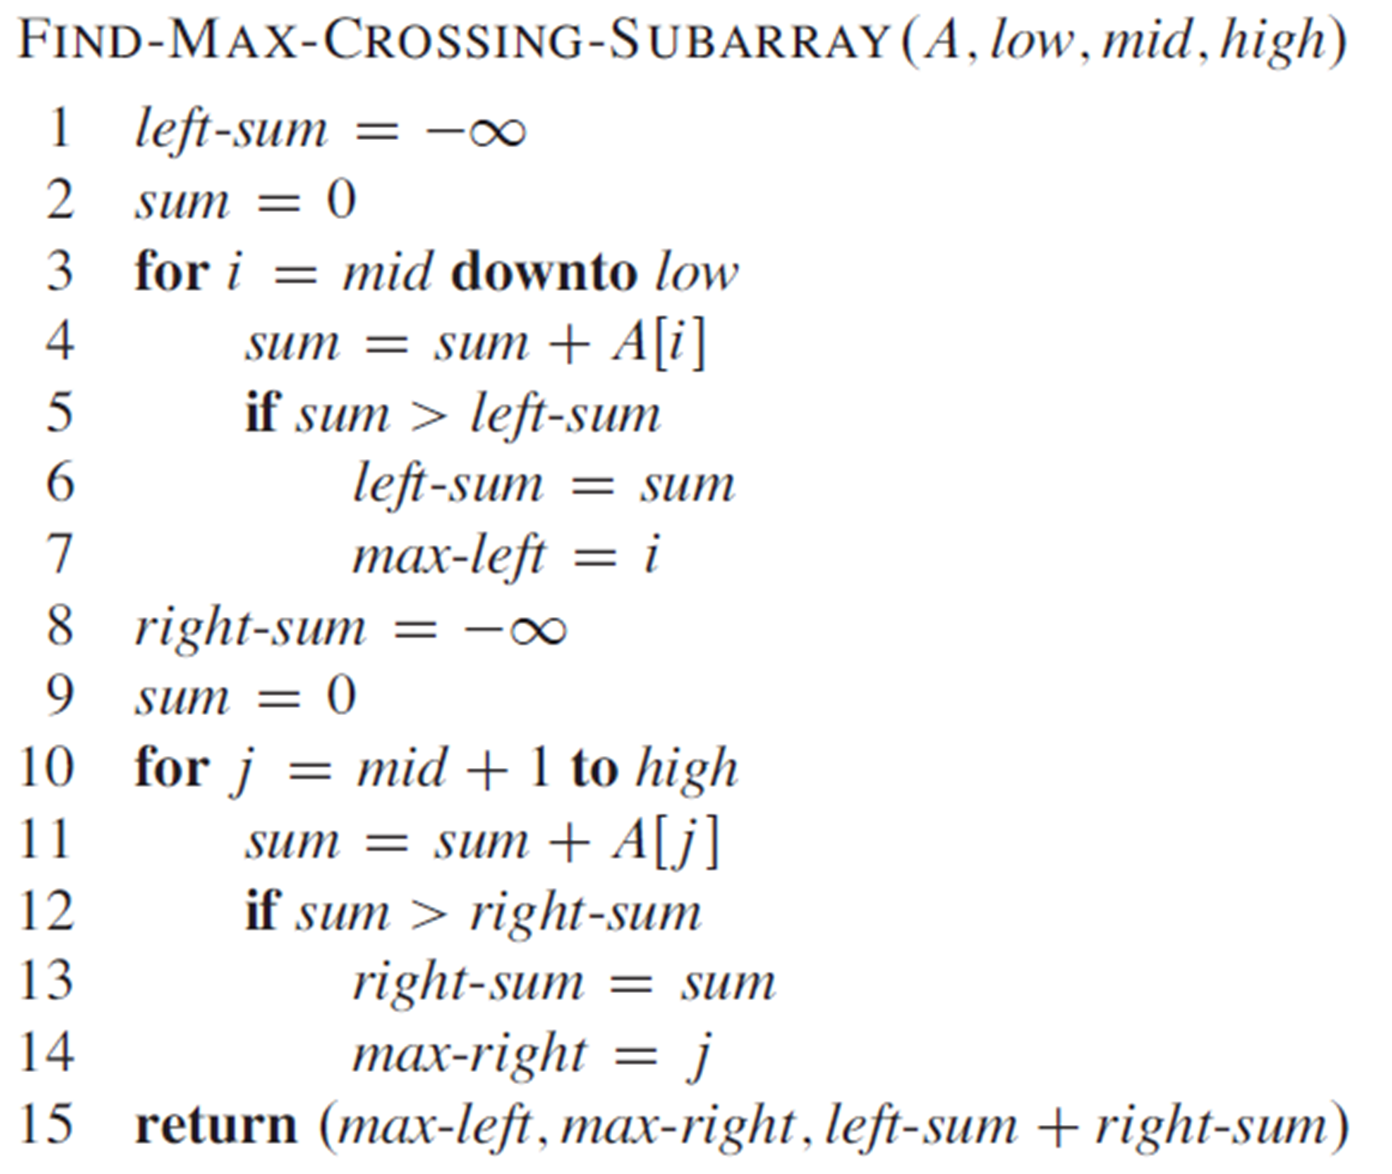 FIND-MAX-CROSSING-SUBARRAY(A, low, mid, high)
1 left-sum = −∞
2 sum = 0
3 for i = mid downto low
4 sum = sum + A[i]
5 if sum > left-sum
6 left-sum = sum
7 max-left = i
8 right-sum = −∞
9 sum = 0
10 for j = mid + 1 to high
11 sum = sum + A[j]
12 if sum > right-sum
13 right-sum = sum
14 max-right = j
15 return (max-left, max-right, left-sum + right-sum)